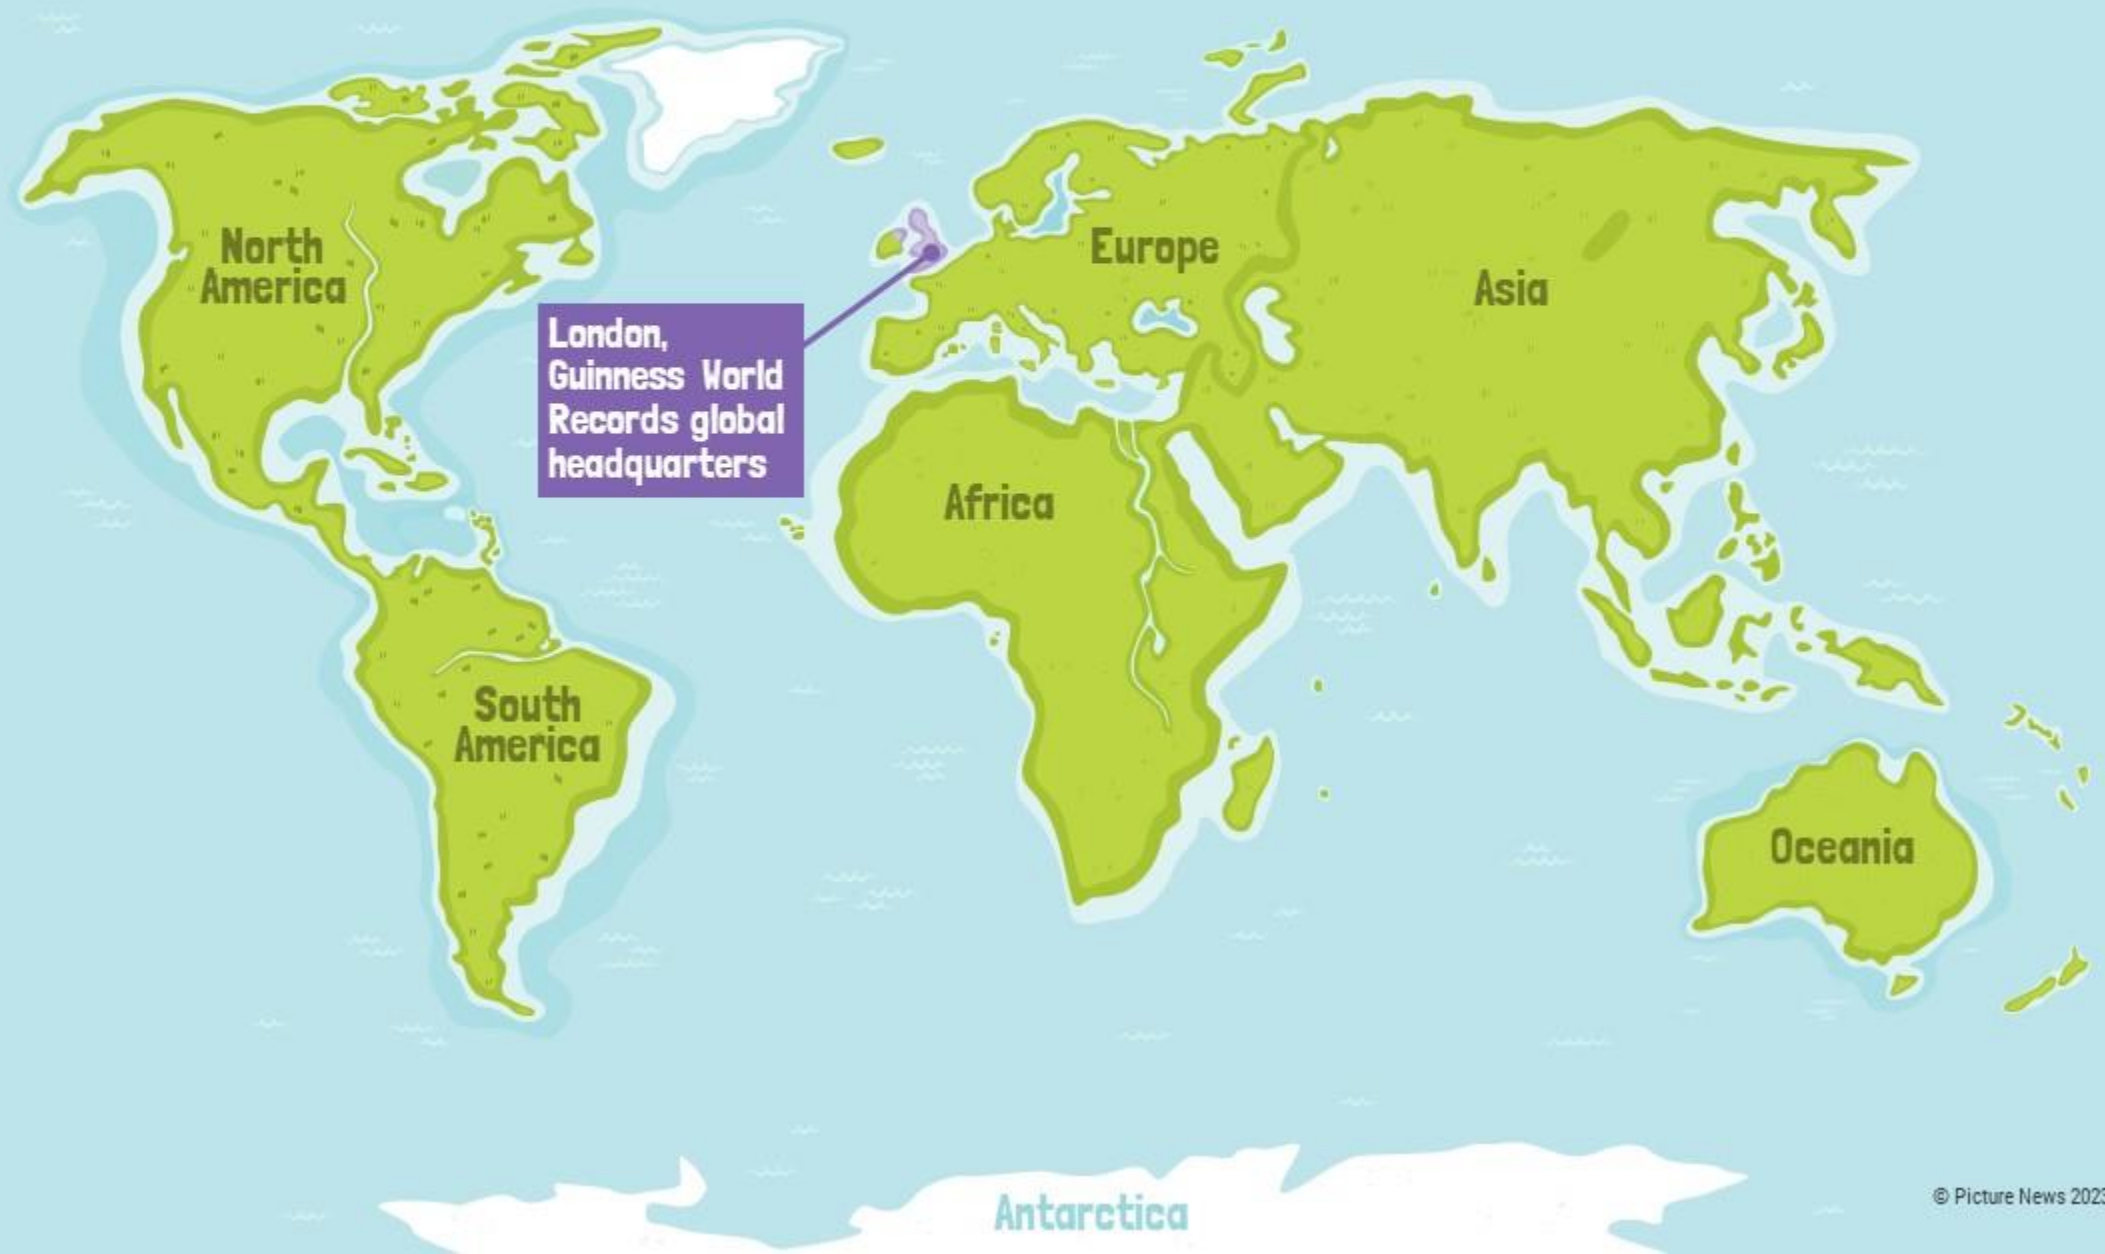 North
America
Europe
Asia
London,
Guinness World
Records global
headquarters
Africa
South
America
Oceania
Antarctica
© Picture News 2023